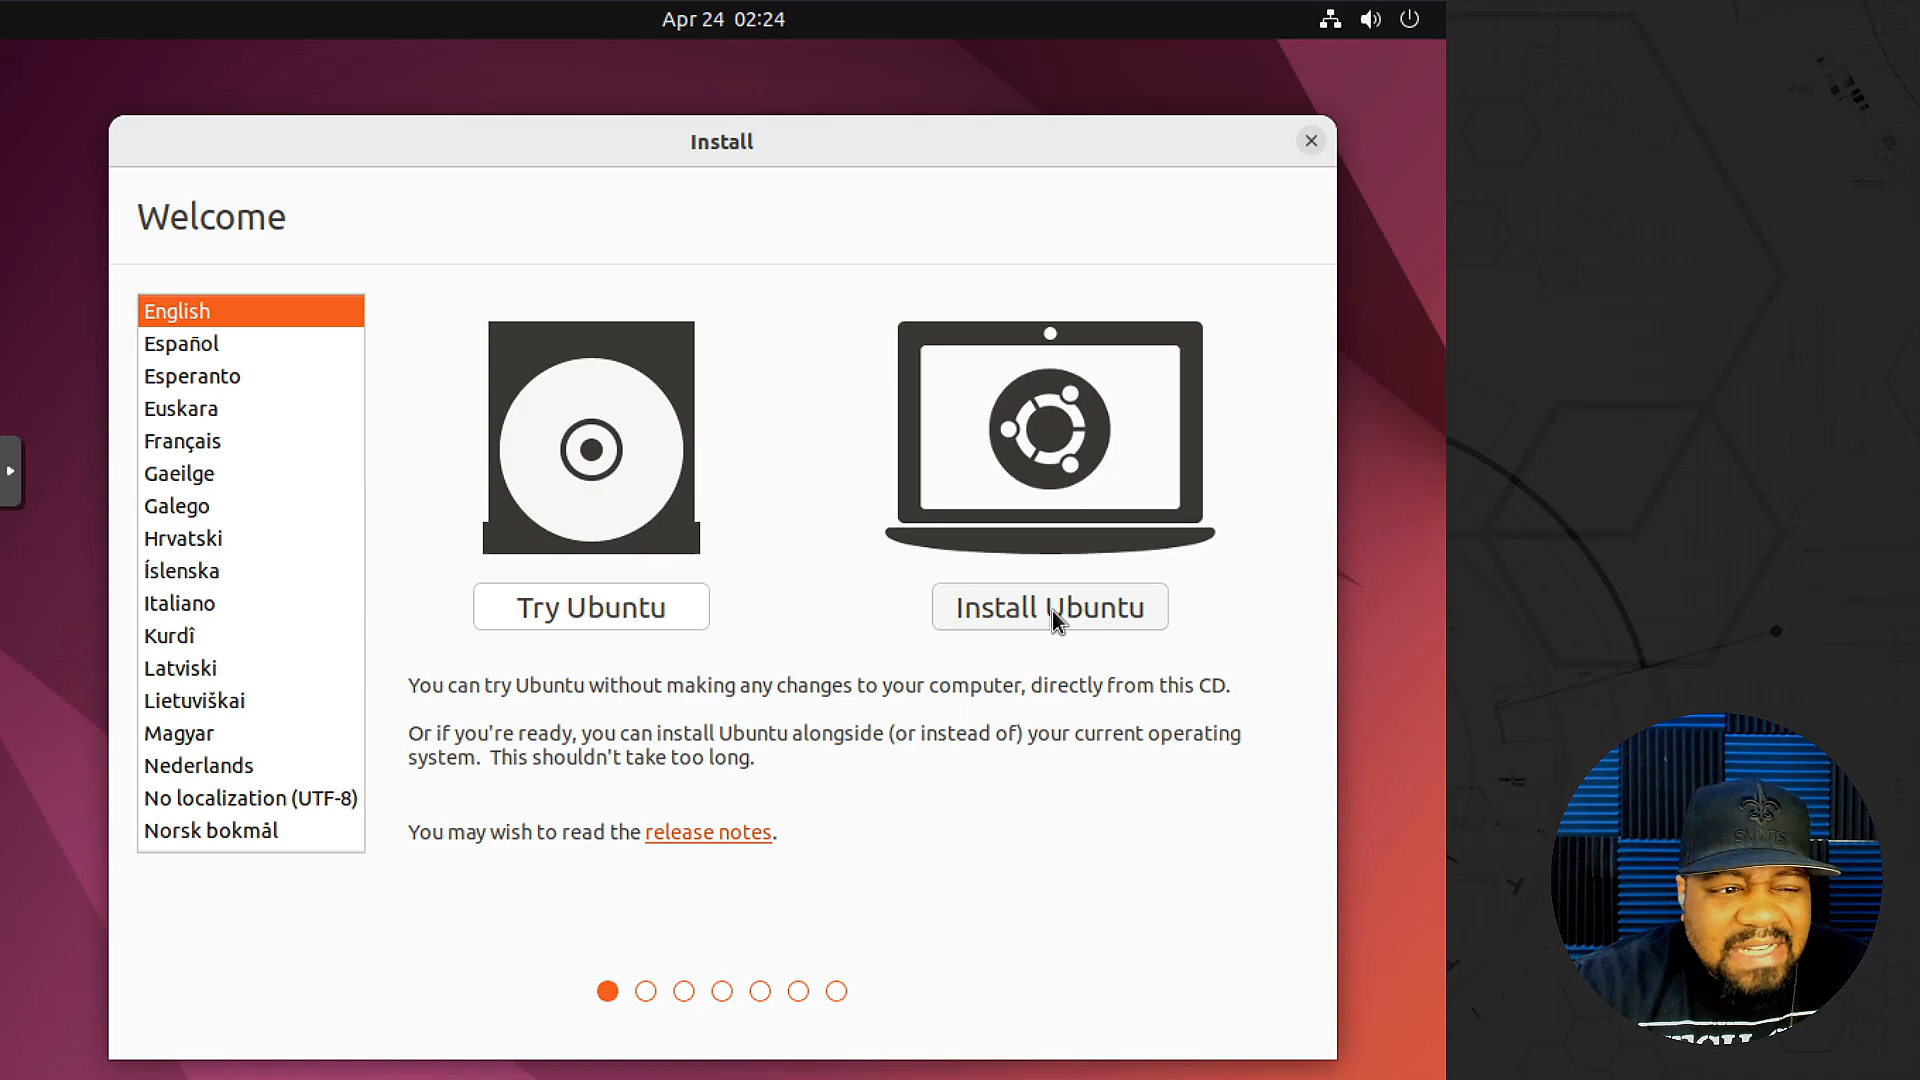 Apr 24 02:24
Install
Welcome
English
Español
Esperanto
Euskara
Français
Gaeilge
Galego
Hrvatski
Íslenska
Italiano
Kurdî
Latviski
Lietuviškai
Magyar
Nederlands
No localization (UTF-8)
Norsk bokmål
Try Ubuntu
Install Ubuntu
You can try Ubuntu without making any changes to your computer, directly from this CD.
Or if you're ready, you can install Ubuntu alongside (or instead of) your current operating
system. This shouldn't take too long.
You may wish to read the release notes.
SAINTS